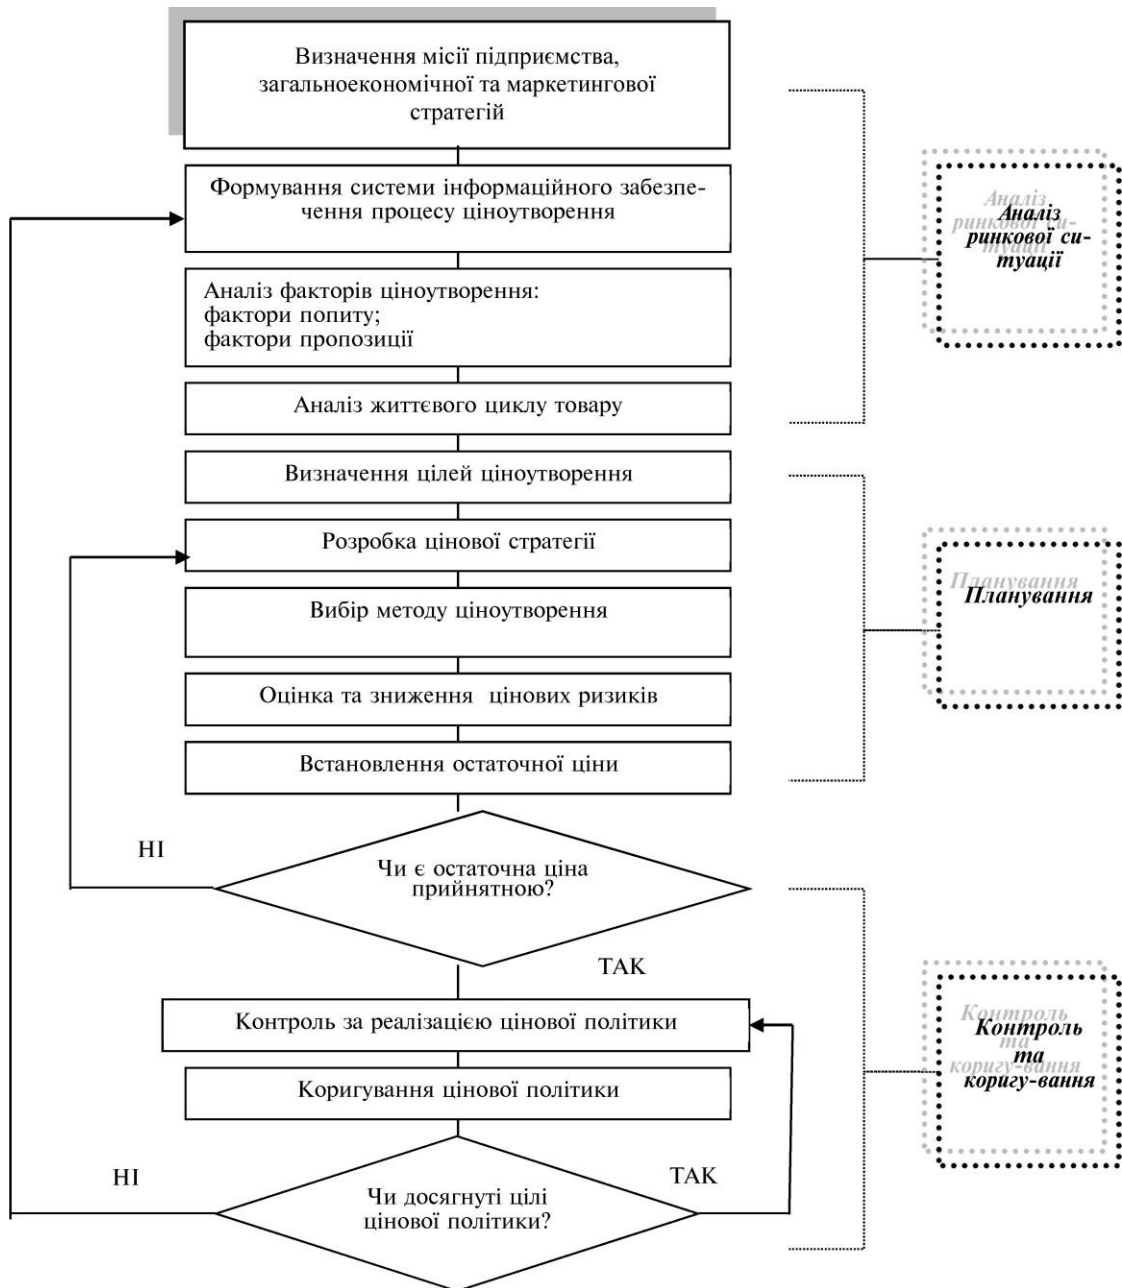 Визначення місії підприємства,
загальноекономічної та маркетингової
стратегій
Формування системи інформаційного забезпе-
чення процесу ціноутворення
Аналіз факторів ціноутворення:
фактори попиту;
фактори пропозиції
Аналіз життєвого циклу товару
Визначення цілей ціноутворення
Розробка цінової стратегії
Вибір методу ціноутворення
Оцінка та зниження цінових ризиків
Встановлення остаточної ціни
НІ
Чи є остаточна ціна
прийнятною?
ТАК
Контроль за реалізацією цінової політики
Коригування цінової політики
НІ
Чи досягнуті цілі
цінової політики?
ТАК
Аналіз
ринкової си-
туації
Планування
Контроль
та
коригу-вання